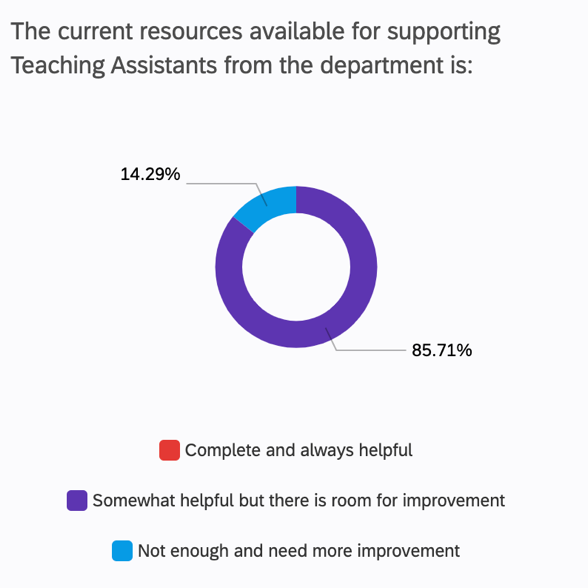 The current resources available for supporting
Teaching Assistants from the department is:
14.29%
85.71%
Complete and always helpful
Somewhat helpful but there is room for improvement
Not enough and need more improvement